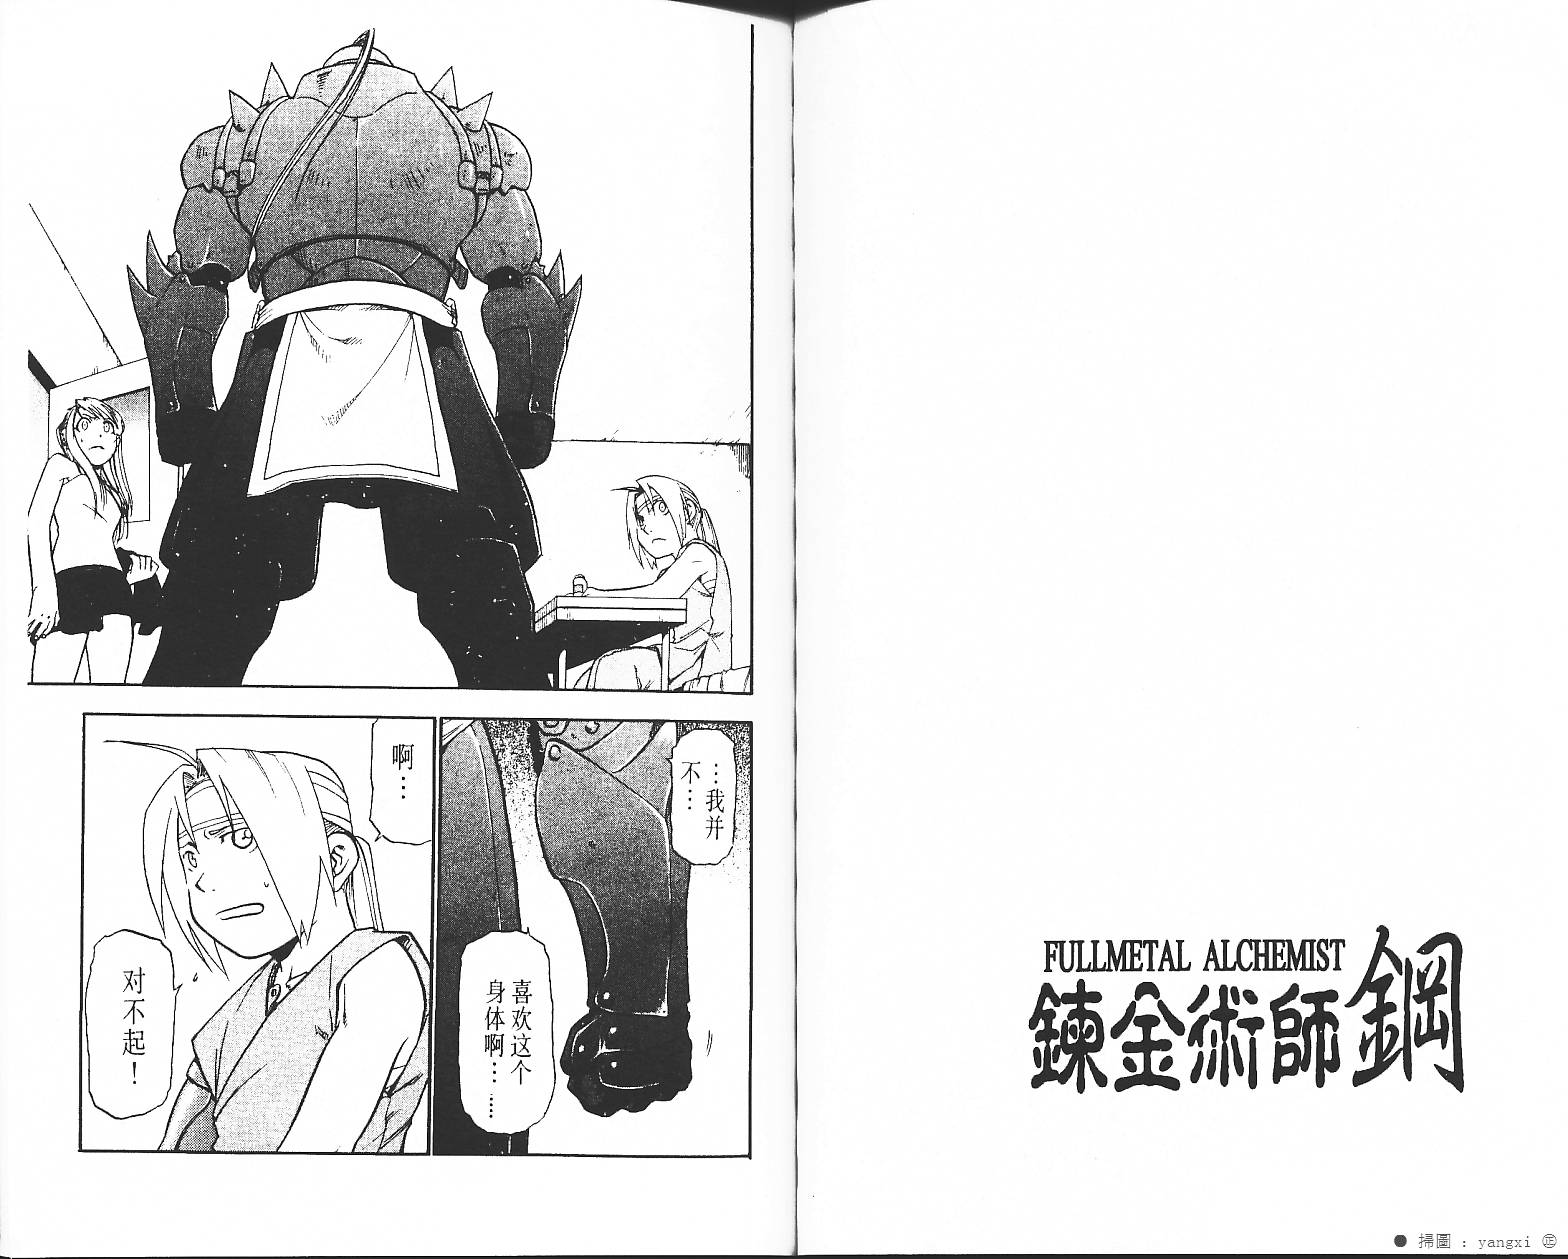 FULLMETAL ALCHEMIST
鋼
鍊金術師
…我并
不…
喜欢这个
身体啊………
啊…
对不起！
● 掃圖 : yangxi ㊣